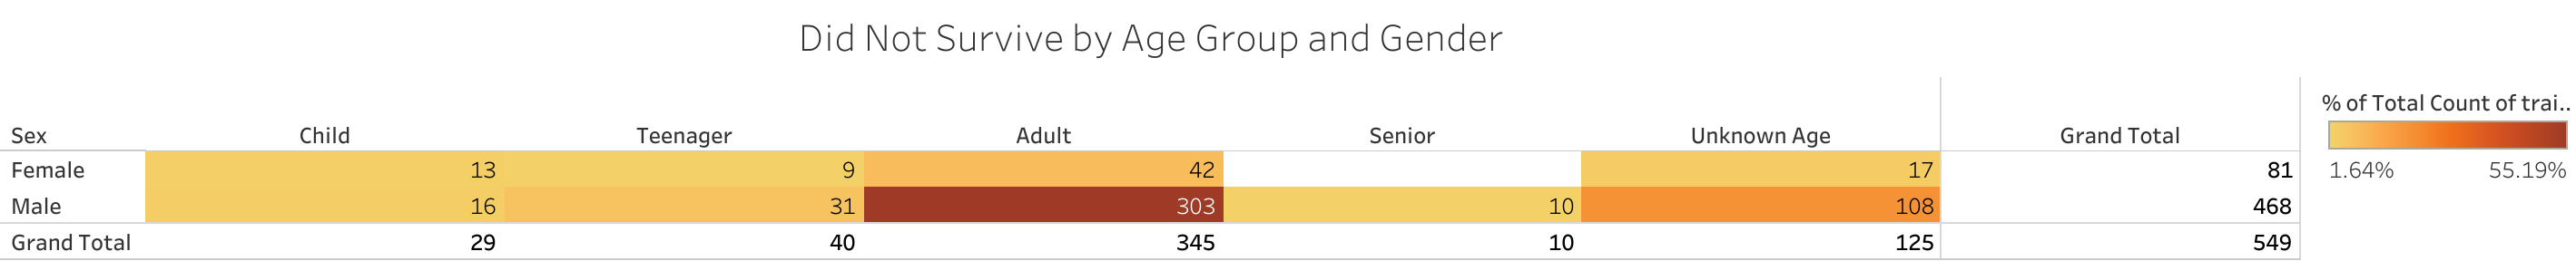 Did Not Survive by Age Group and Gender
% of Total Count of trai..
1.64% 55.19%
Sex Child Teenager Adult Senior Unknown Age Grand Total
Female 13 9 42 17 81
Male 16 31 303 10 108 468
Grand Total 29 40 345 10 125 549